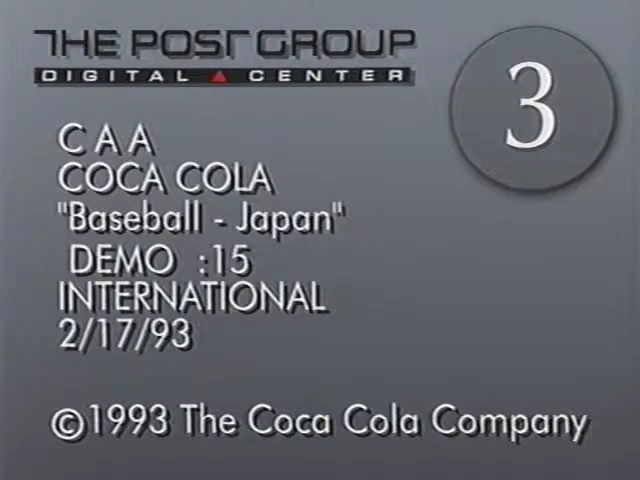 THE POST GROUP
DIGITAL CENTER
3
C A A
COCA COLA
"Baseball - Japan"
DEMO :15
INTERNATIONAL
2/17/93
©1993 The Coca Cola Company